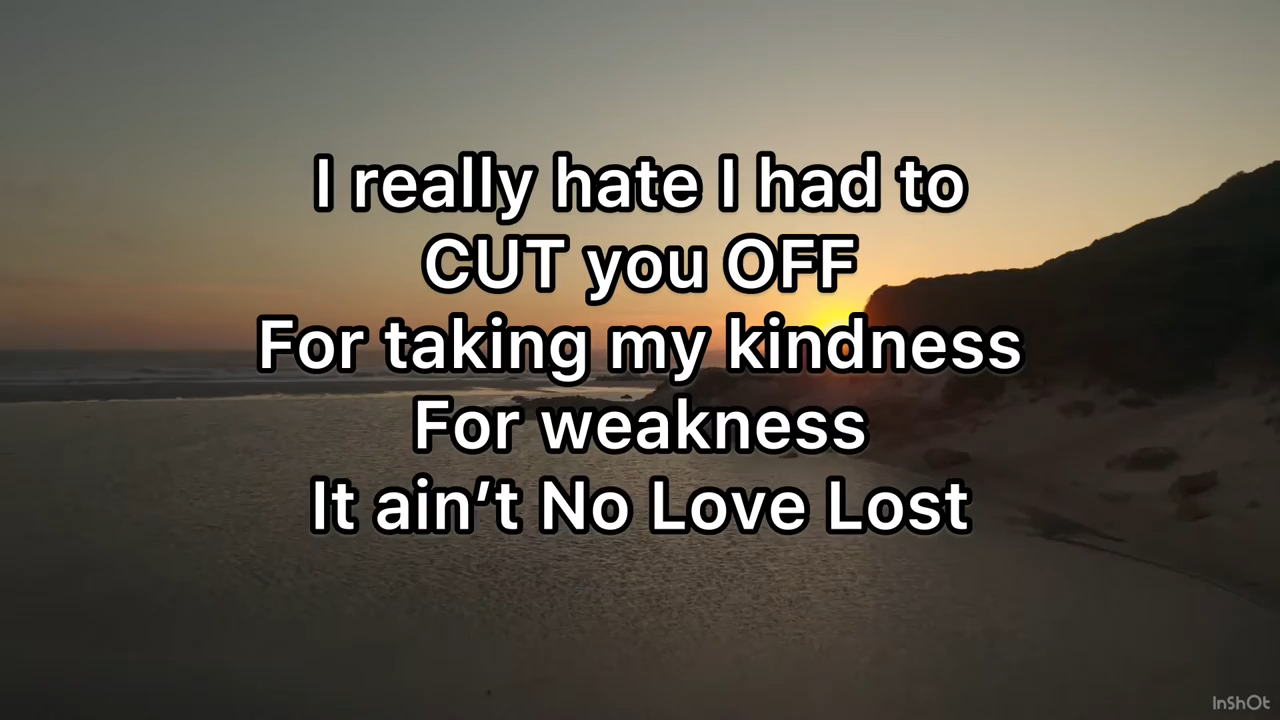 I really hate I had to
CUT you OFF
For taking my kindness
For weakness
It ain’t No Love Lost
InShOt